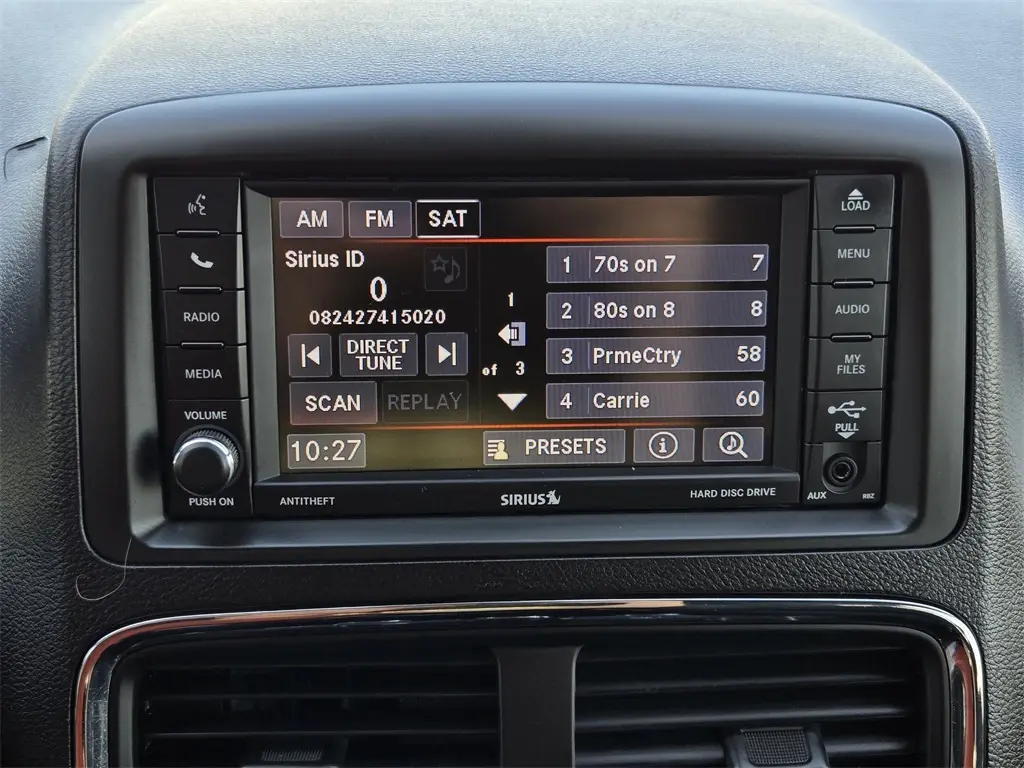 AM FM SAT
Sirius ID
0
082427415020
DIRECT
TUNE
SCAN REPLAY
10:27
1
of 3
1 70s on 7 7
2 80s on 8 8
3 PrmeCtry 58
4 Carrie 60
PRESETS
RADIO
MEDIA
VOLUME
PUSH ON
ANTITHEFT
SIRIUS
HARD DISC DRIVE
LOAD
MENU
AUDIO
MY
FILES
PULL
AUX RBZ